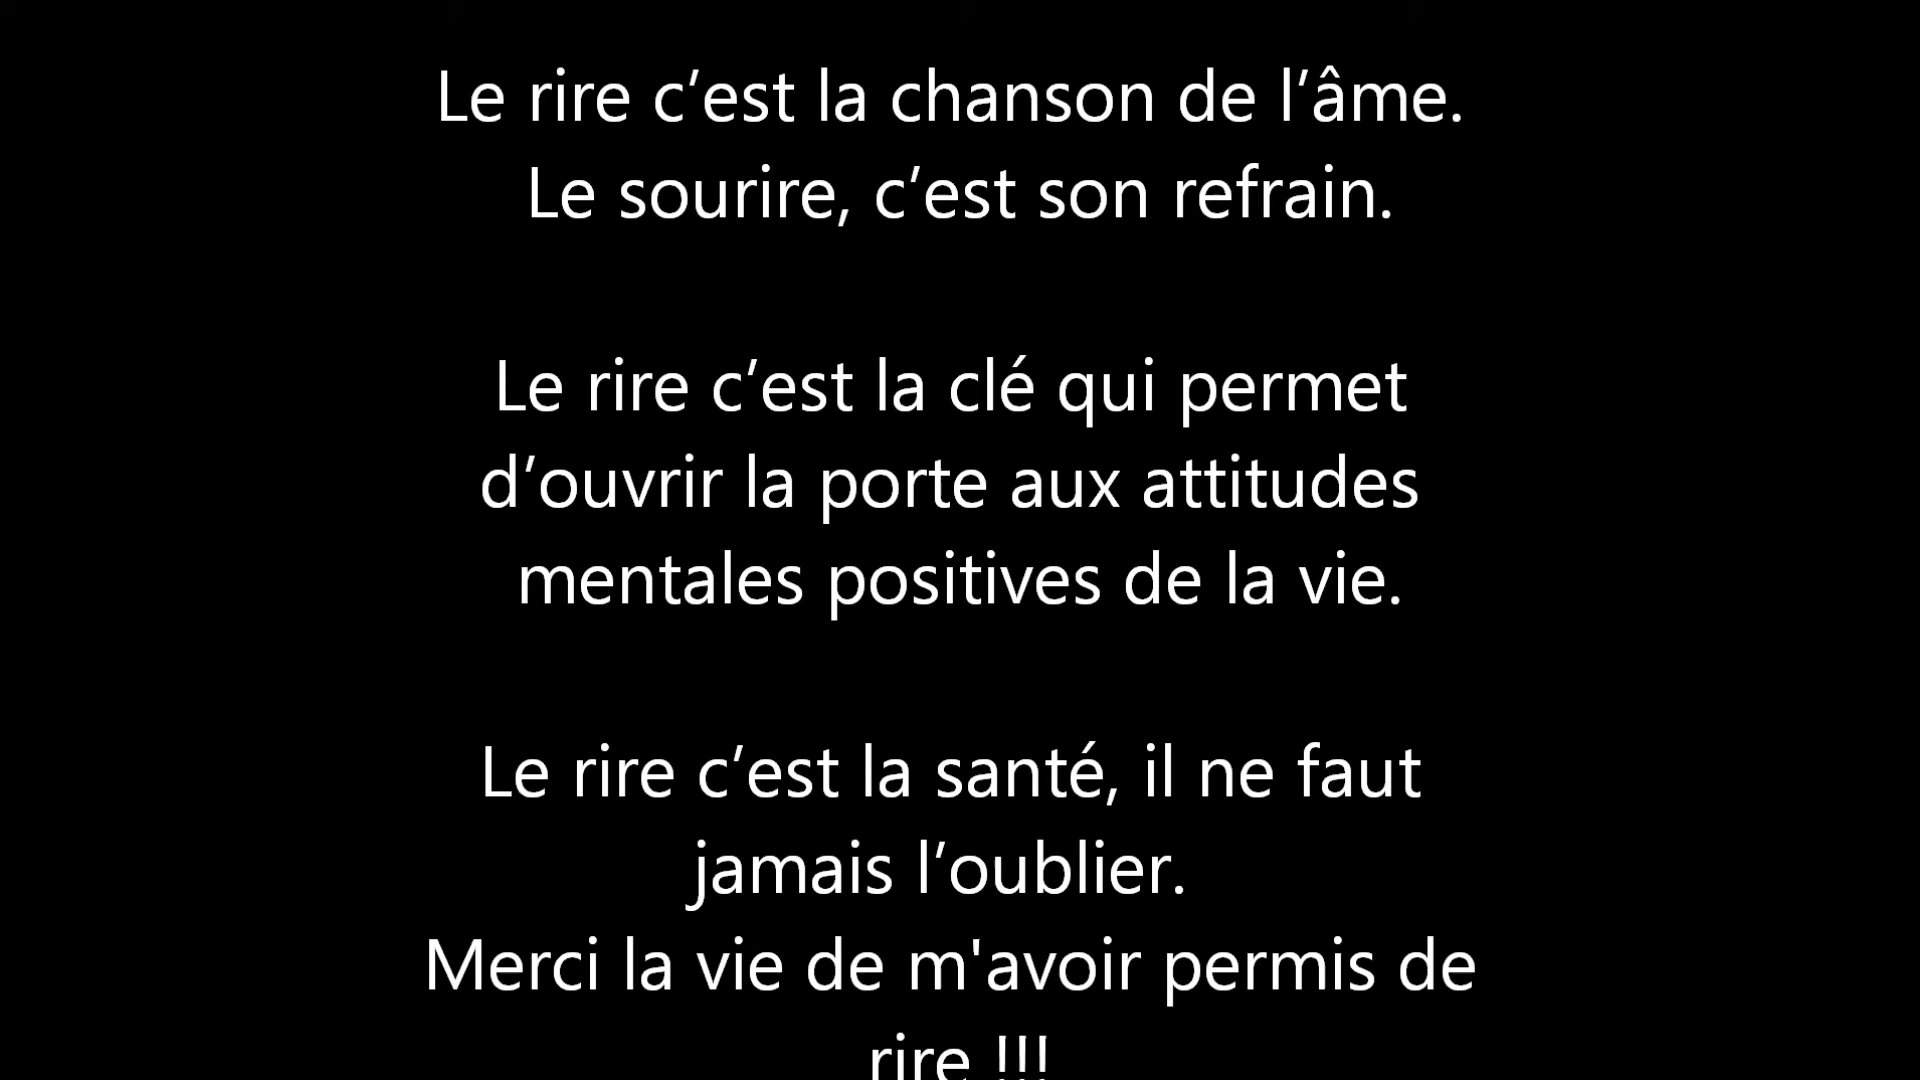 Le rire c’est la chanson de l’âme.
Le sourire, c’est son refrain.
Le rire c’est la clé qui permet
d’ouvrir la porte aux attitudes
mentales positives de la vie.
Le rire c’est la santé, il ne faut
jamais l’oublier.
Merci la vie de m'avoir permis de
rire !!!